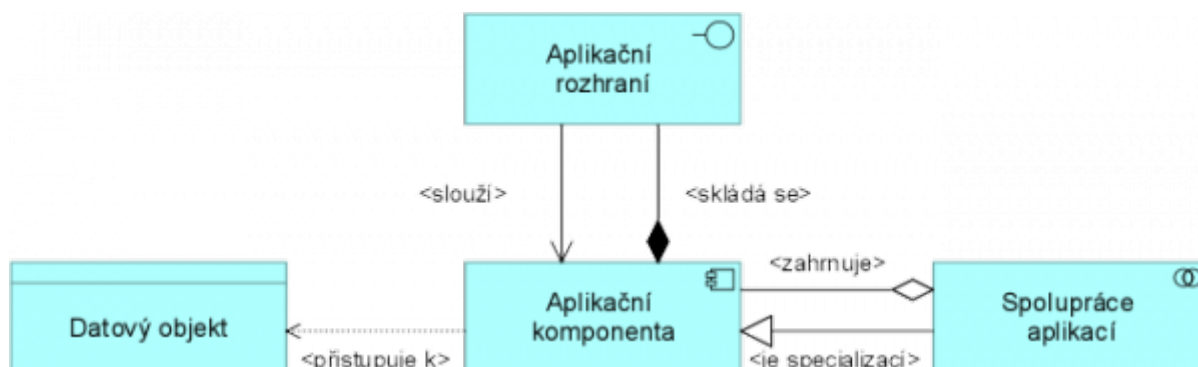 Aplikační
rozhraní
<slouží>
<skládá se>
<zahrnuje>
Datový objekt
Aplikační
komponenta
Spolupráce
aplikací
<přistupuje k>
<je specializací>